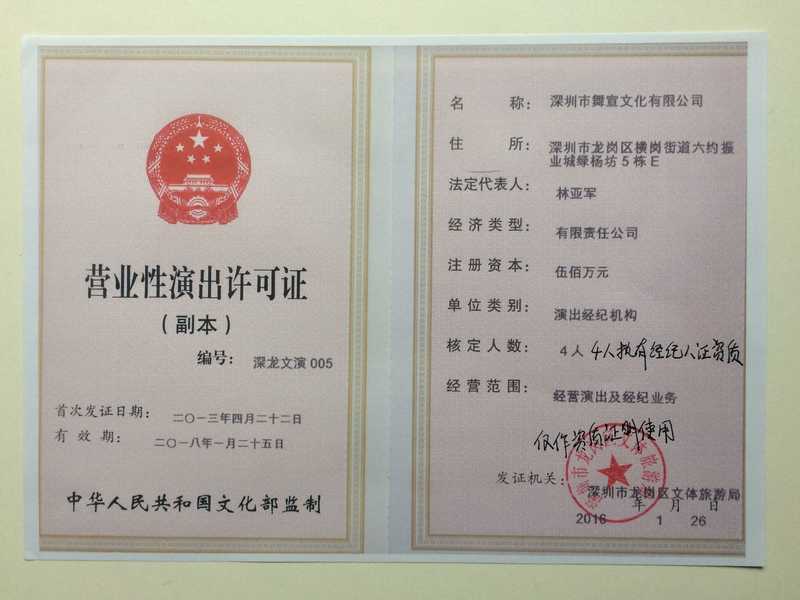 营业性演出许可证
（副本）
编号： 深龙文演 005
首次发证日期： 二〇一三年四月二十二日
有 效 期： 二〇一八年一月二十五日
中华人民共和国文化部监制
名 称： 深圳市舞宣文化有限公司
住 所： 深圳市龙岗区横岗街道六约振
业城绿杨坊 5 栋 E
法定代表人： 林亚军
经济类型： 有限责任公司
注册资本： 伍佰万元
单位类别： 演出经纪机构
核定人数： 4 人 4人执有经纪人证资质
经营范围： 经营演出及经纪业务
仅作资质证明使用
发证机关： 深圳市龙岗区文体旅游局
年 月 日
2016 1 26